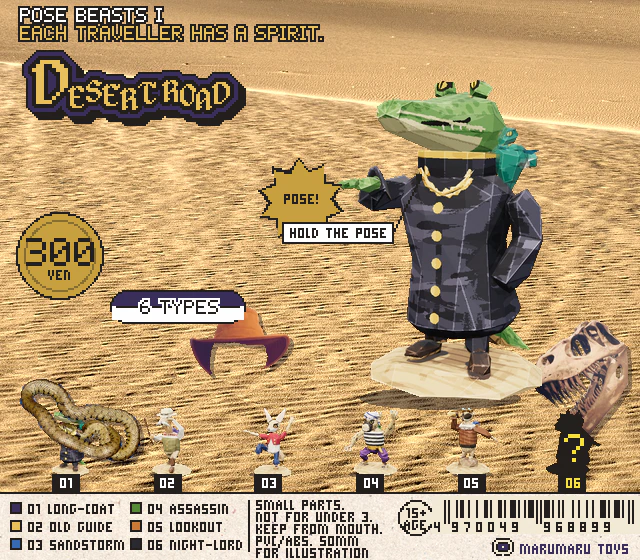 POSE BEASTS I
EACH TRAVELLER HAS A SPIRIT.
DESERT ROAD
POSE!
HOLD THE POSE
300
YEN
6 TYPES
?
01
02
03
04
05
06
01 LONG-COAT
02 OLD GUIDE
03 SANDSTORM
04 ASSASSIN
05 LOOKOUT
06 NIGHT-LORD
SMALL PARTS.
NOT FOR UNDER 3.
KEEP FROM MOUTH.
PVC/ABS. 50MM
FOR ILLUSTRATION
15+
AGE
4 970049 968899
MARUMARU TOYS